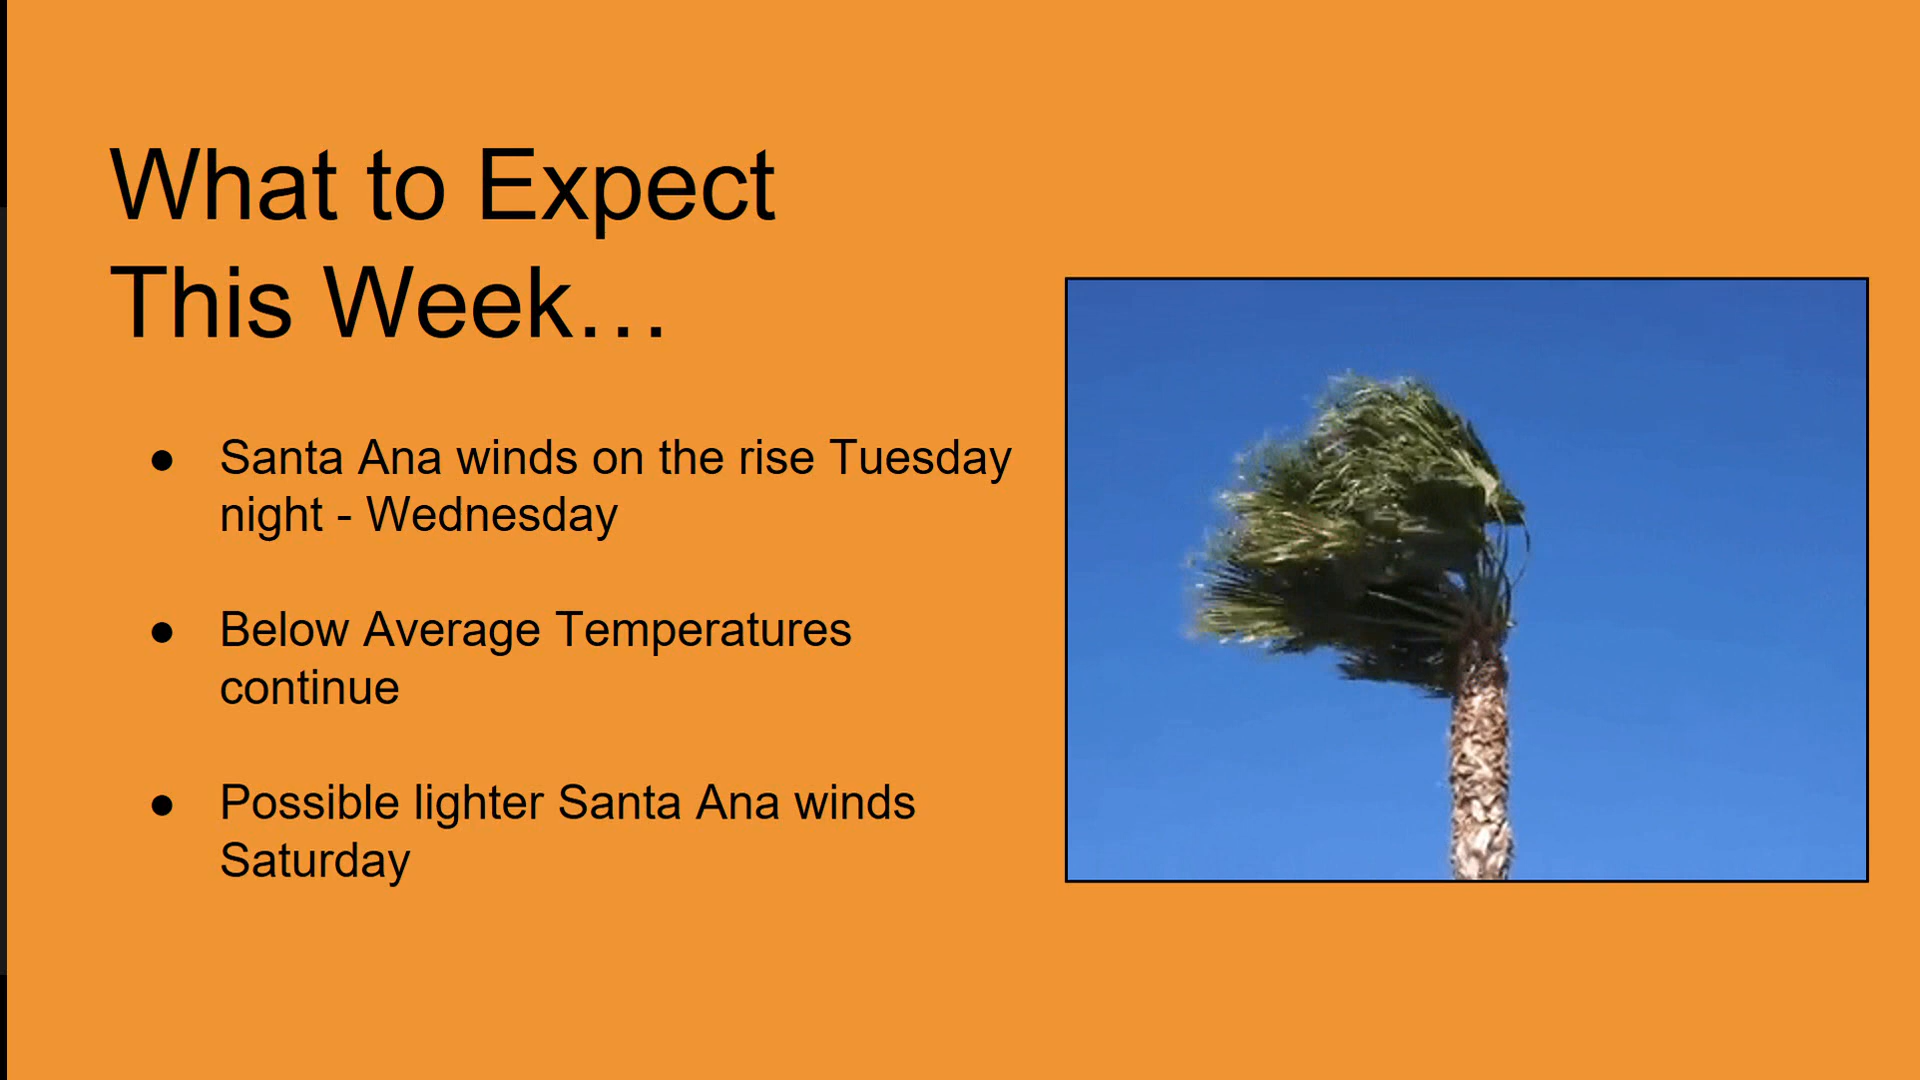 What to Expect
This Week…
● Santa Ana winds on the rise Tuesday
night - Wednesday
● Below Average Temperatures
continue
● Possible lighter Santa Ana winds
Saturday